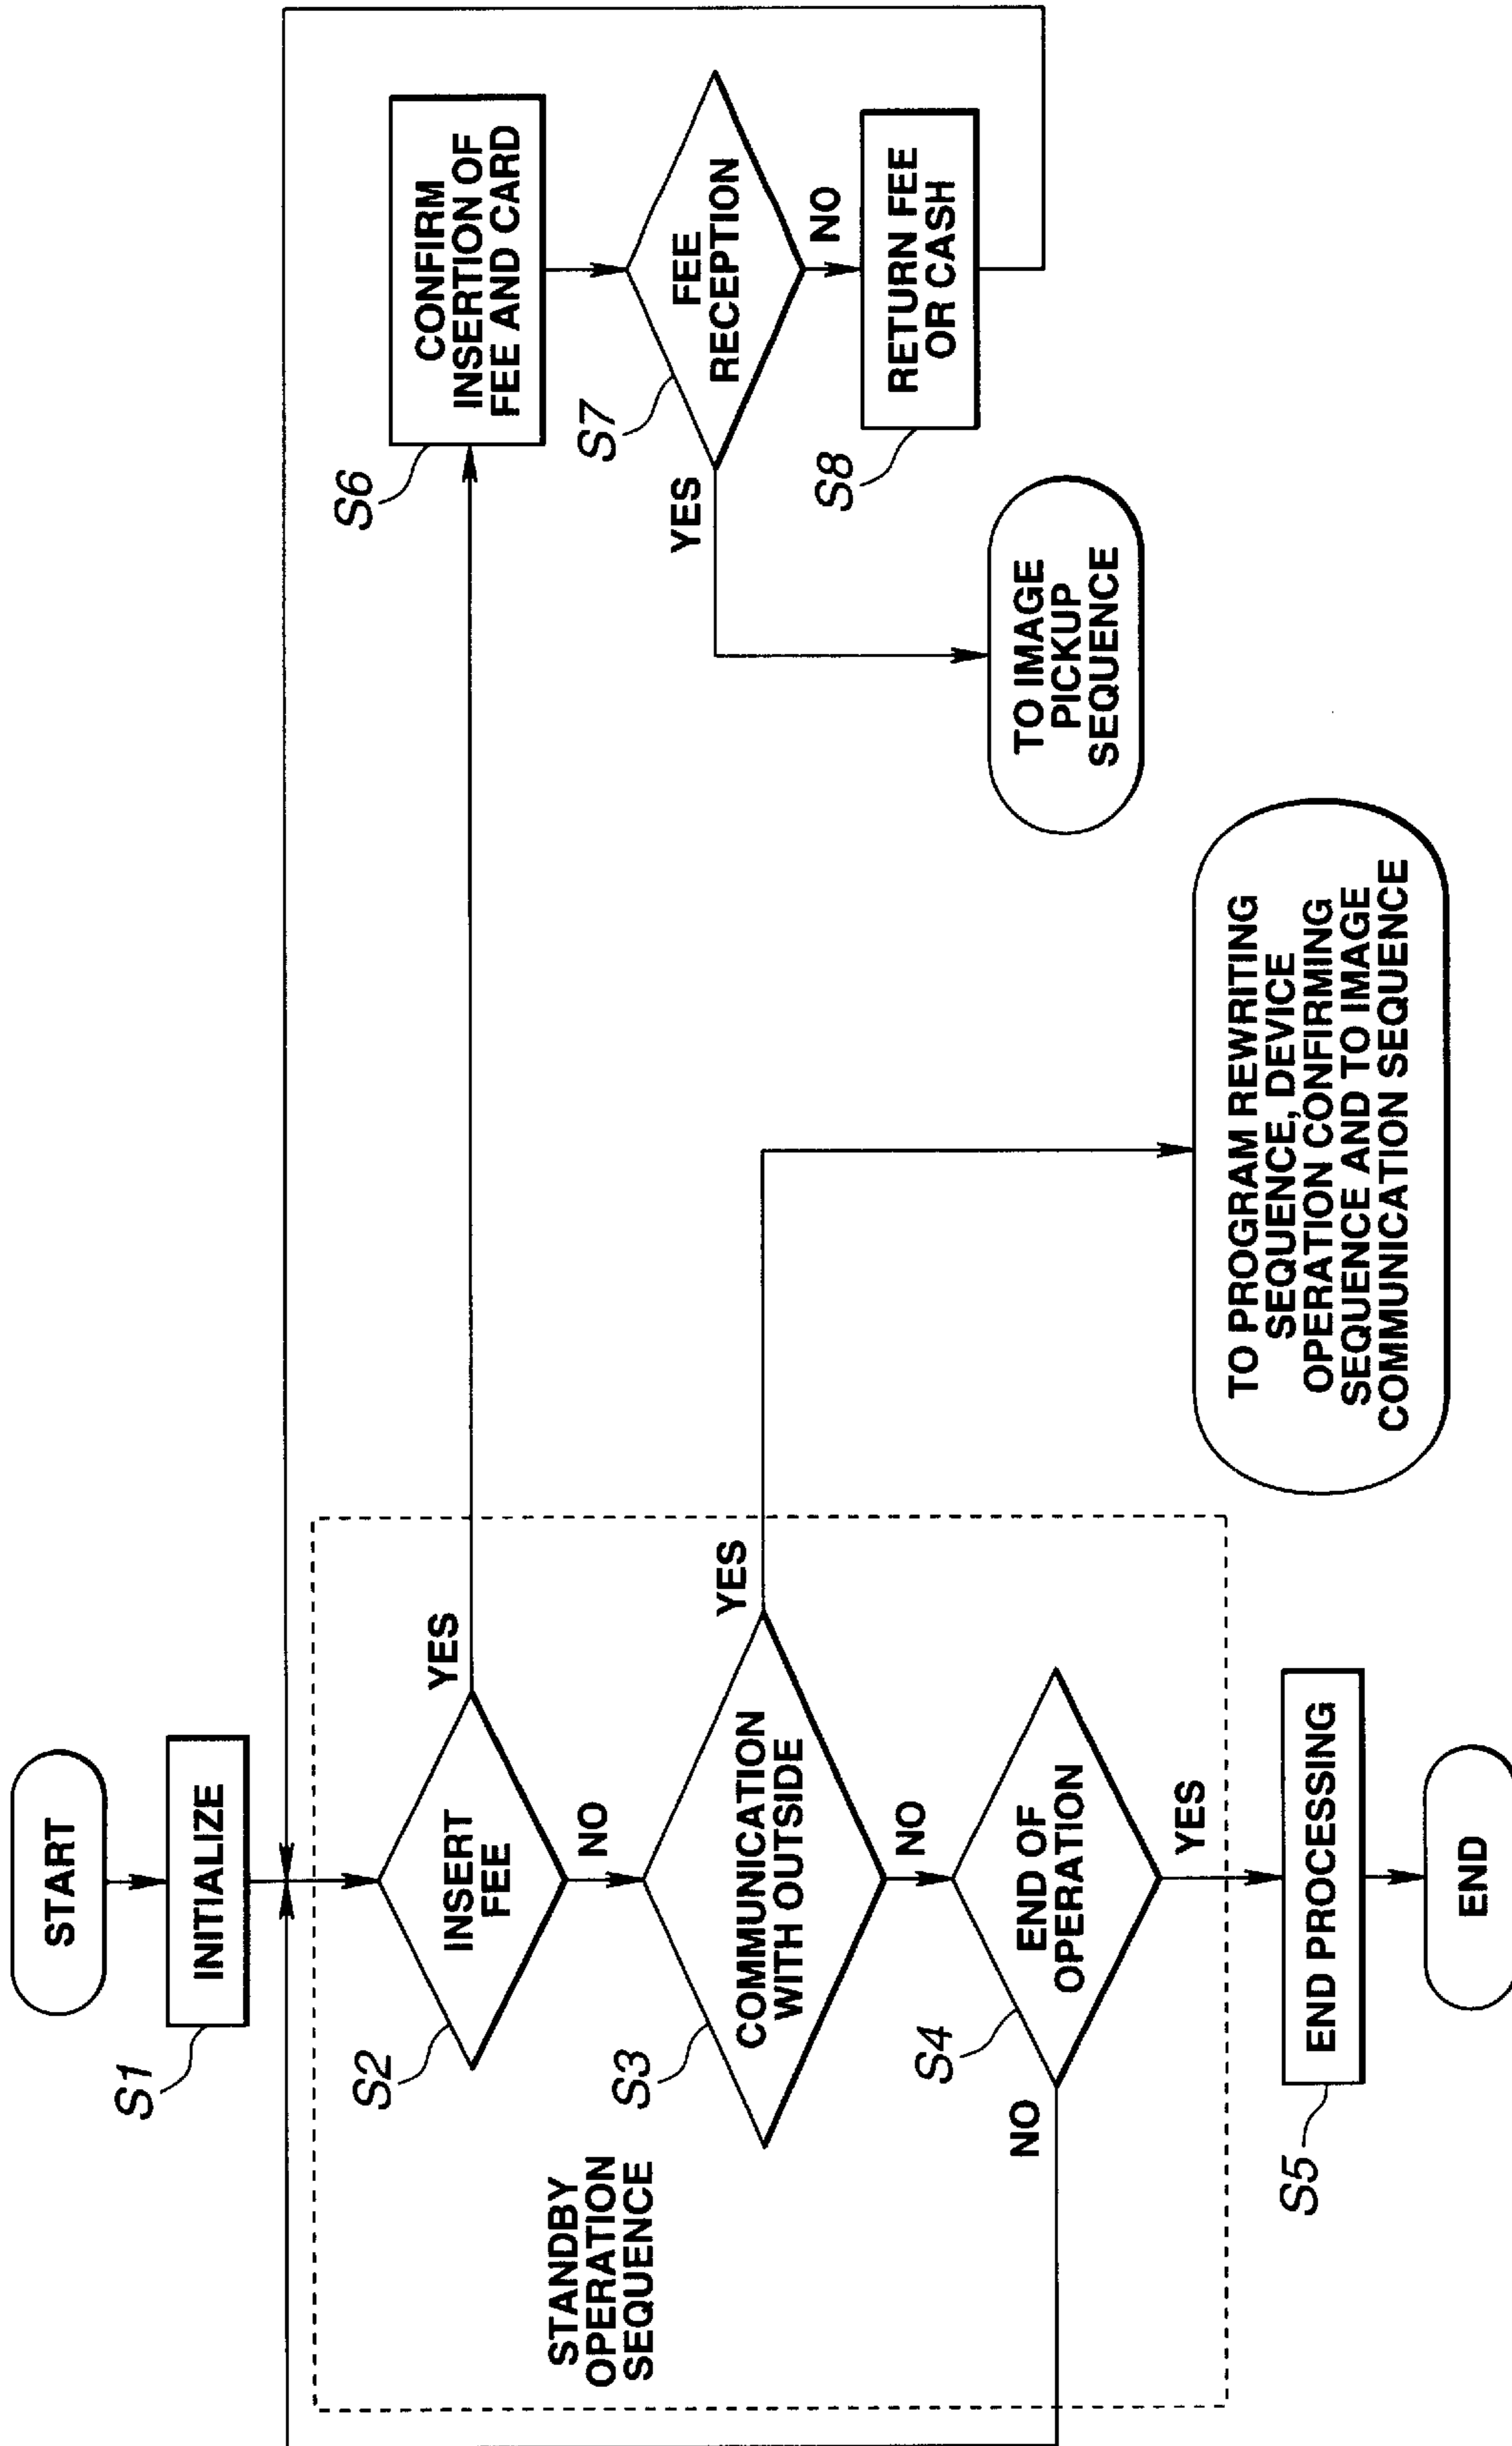 START
S1
INITIALIZE
S2
INSERT
FEE
YES
NO
STANDBY
OPERATION
SEQUENCE
S3
COMMUNICATION
WITH OUTSIDE
YES
NO
S4
END OF
OPERATION
NO
YES
S5
END PROCESSING
END
S6
CONFIRM
INSERTION OF
FEE AND CARD
S7
FEE
RECEPTION
YES
NO
S8
RETURN FEE
OR CASH
TO IMAGE
PICKUP
SEQUENCE
TO PROGRAM REWRITING
SEQUENCE, DEVICE
OPERATION CONFIRMING
SEQUENCE AND TO IMAGE
COMMUNICATION SEQUENCE